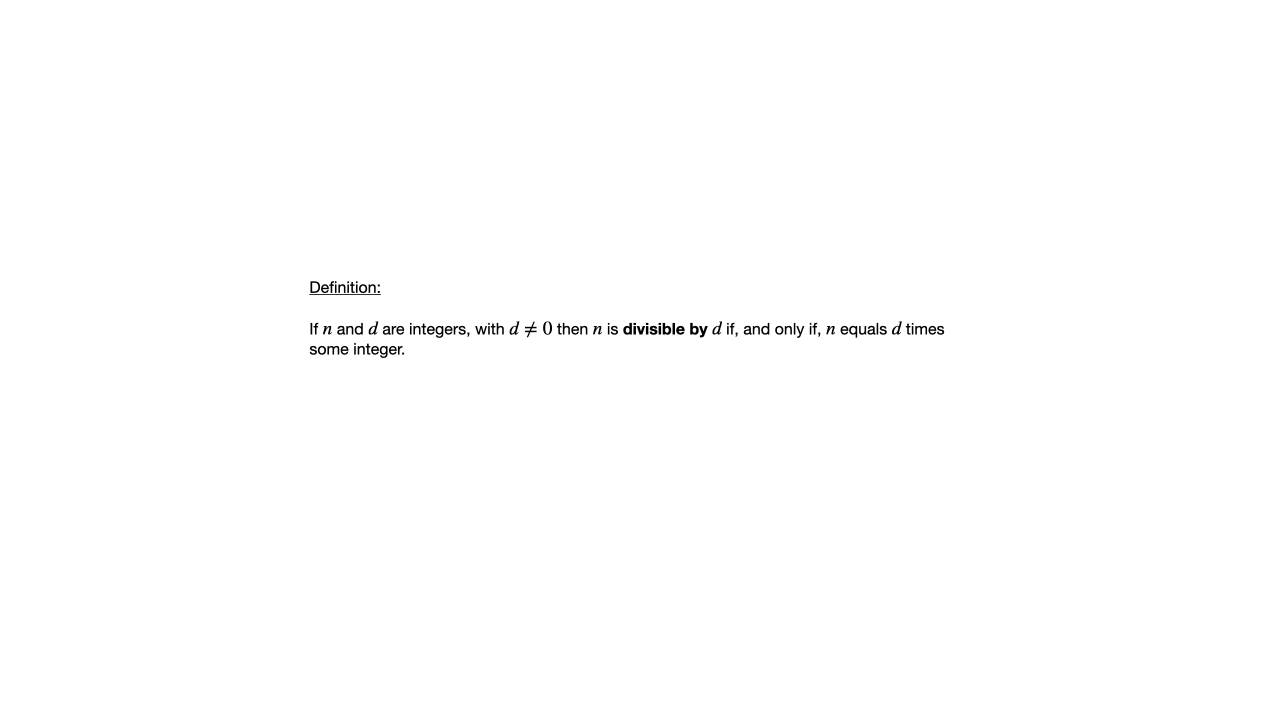 Definition:
If n and d are integers, with d ≠ 0 then n is divisible by d if, and only if, n equals d times
some integer.